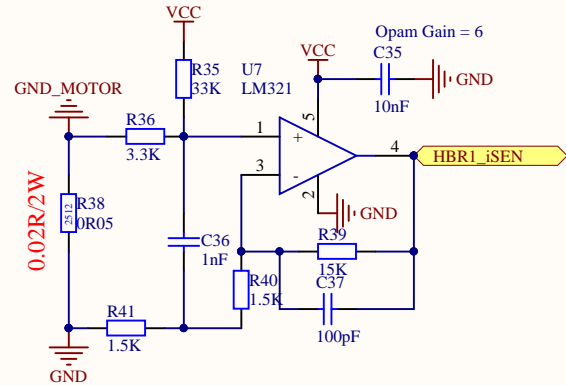 VCC
Opam Gain = 6
R35
33K
U7
LM321
VCC
C35
GND
10nF
GND_MOTOR
R36
3.3K
1
+
5
4
HBR1_iSEN
3
-
2
GND
0.02R/2W
2512
R38
0R05
C36
1nF
R39
15K
R40
1.5K
C37
100pF
R41
1.5K
GND